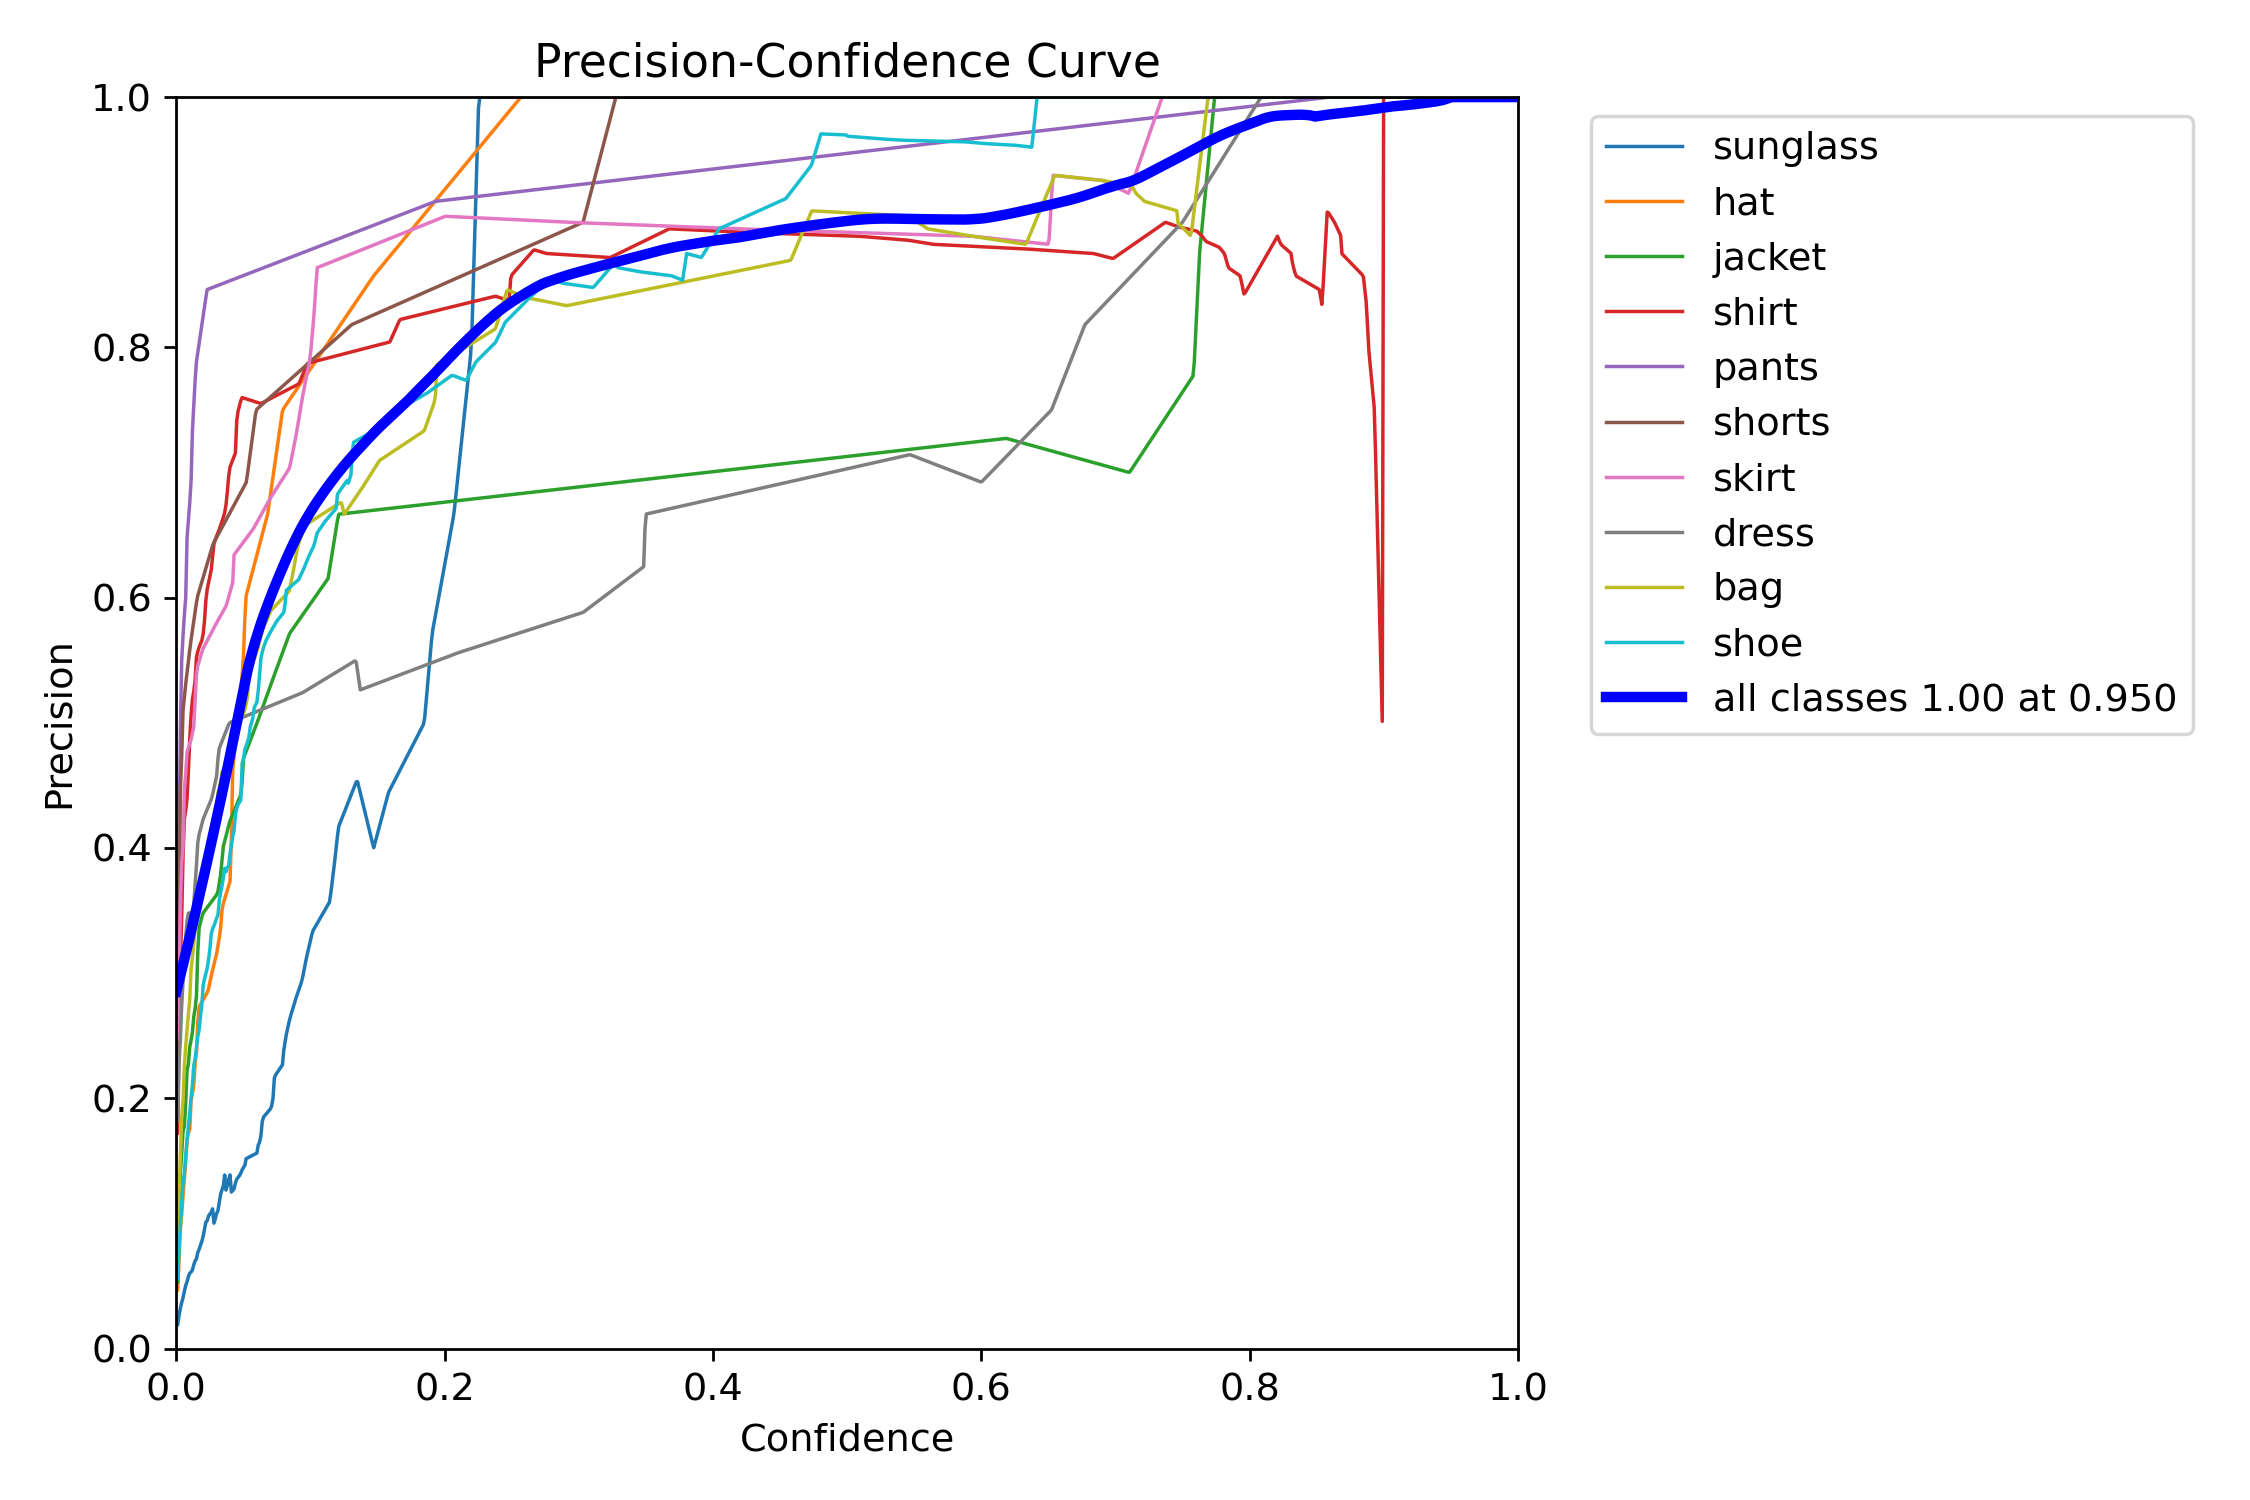 Precision-Confidence Curve
1.0
0.8
0.6
0.4
0.2
0.0
Precision
0.0 0.2 0.4 0.6 0.8 1.0
Confidence
sunglass
hat
jacket
shirt
pants
shorts
skirt
dress
bag
shoe
all classes 1.00 at 0.950